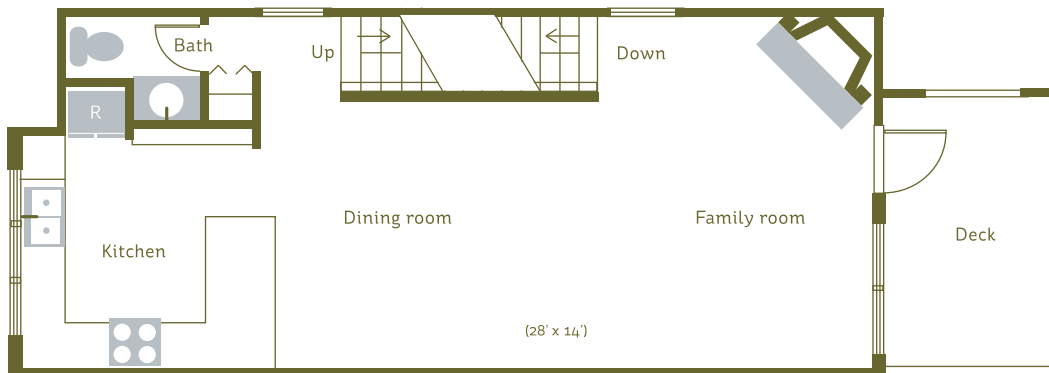 Bath
Up
Down
R
Dining room
Family room
Deck
Kitchen
(28' x 14')